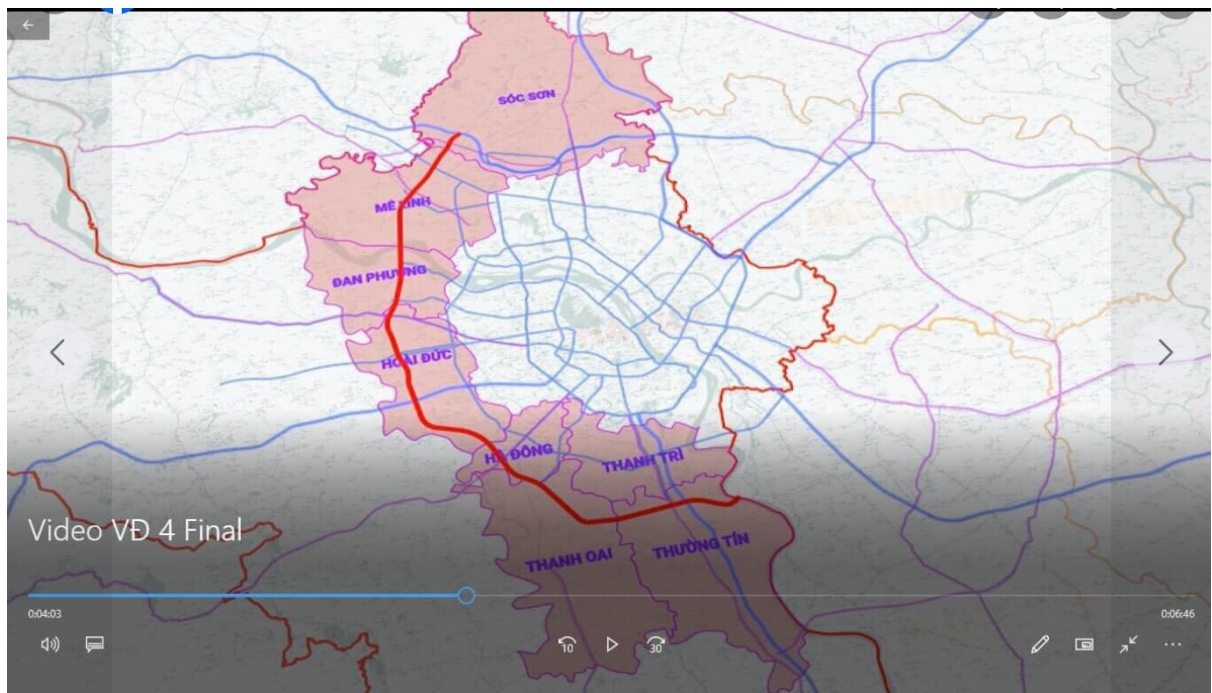 SÓC SƠN
MÊ LINH
ĐAN PHƯỢNG
HOÀI ĐỨC
HÀ ĐÔNG
THANH TRÌ
Video VĐ 4 Final
THƯỜNG TÍN
THANH OAI
0:04:03
0:06:46
10
30